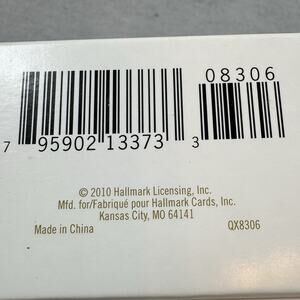 08306
7 95902 13373 3
© 2010 Hallmark Licensing, Inc.
Mfd. for/Fabriqué pour Hallmark Cards, Inc.
Kansas City, MO 64141
Made in China QX8306